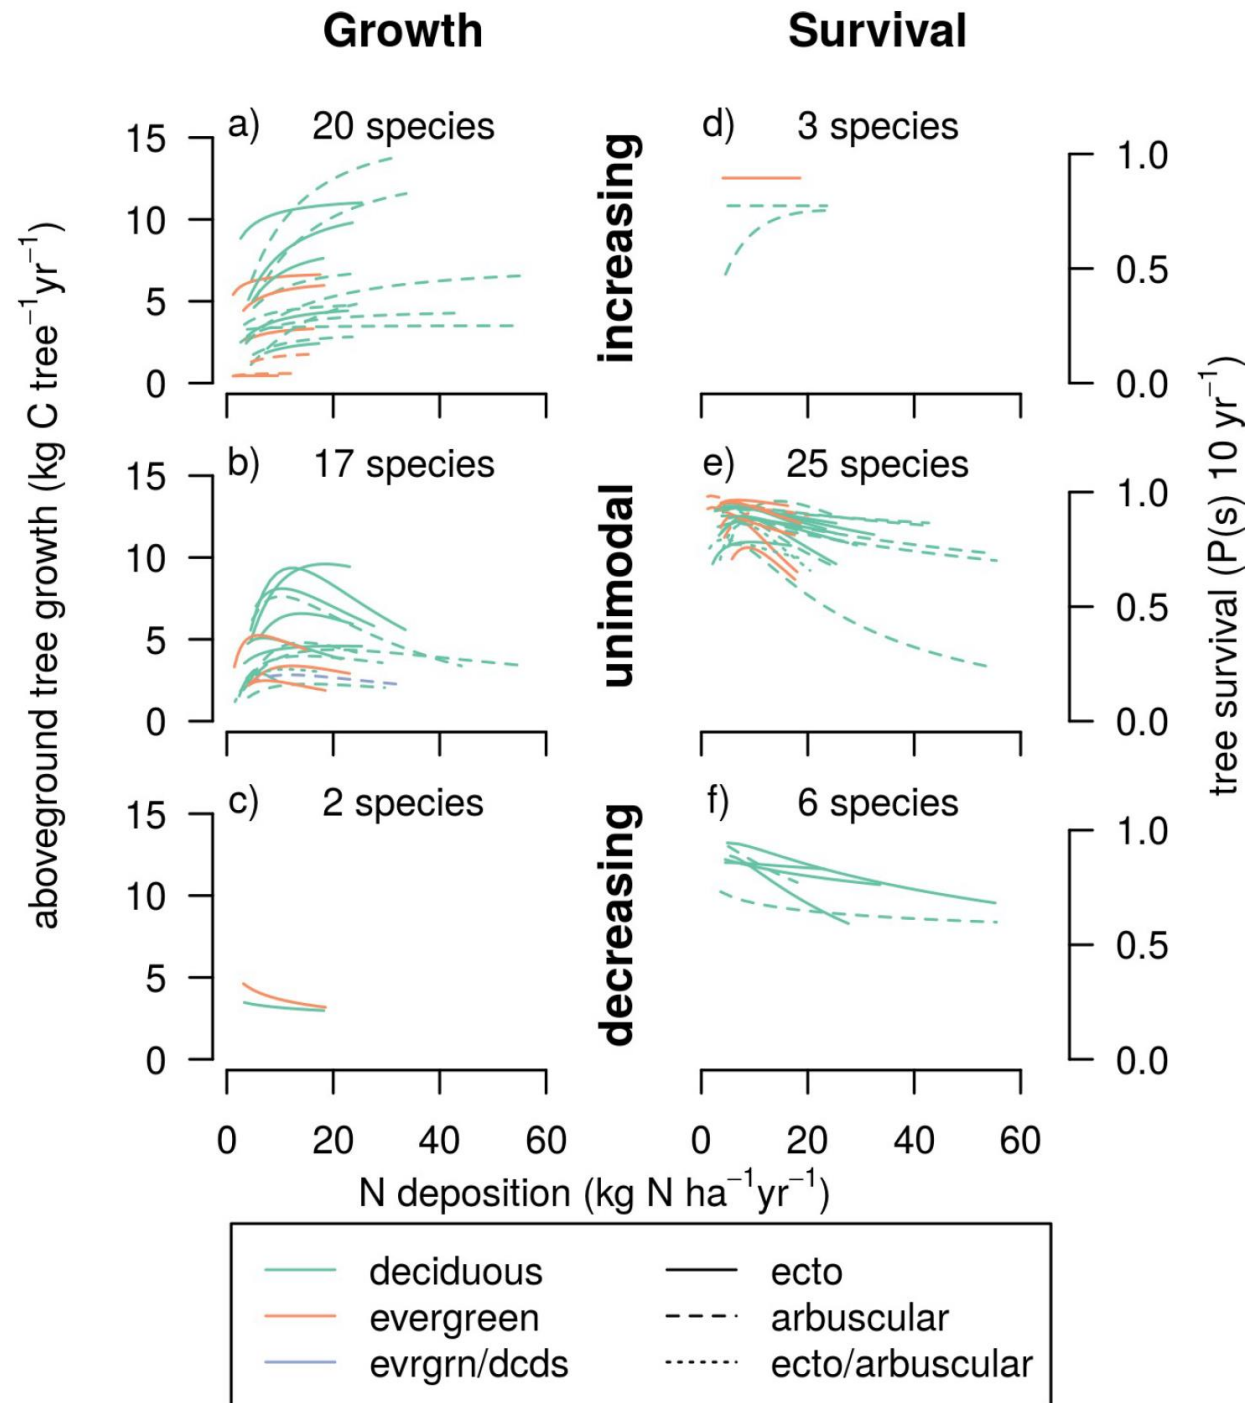 Growth
Survival
a) 20 species
15
10
5
0
increasing
d) 3 species
1.0
0.5
0.0
b) 17 species
15
10
5
0
unimodal
e) 25 species
1.0
0.5
0.0
c) 2 species
15
10
5
0
decreasing
f) 6 species
1.0
0.5
0.0
aboveground tree growth (kg C tree⁻¹yr⁻¹)
tree survival (P(s) 10 yr⁻¹)
0 20 40 60
0 20 40 60
N deposition (kg N ha⁻¹yr⁻¹)
deciduous
evergreen
evrgrn/dcds
ecto
arbuscular
ecto/arbuscular